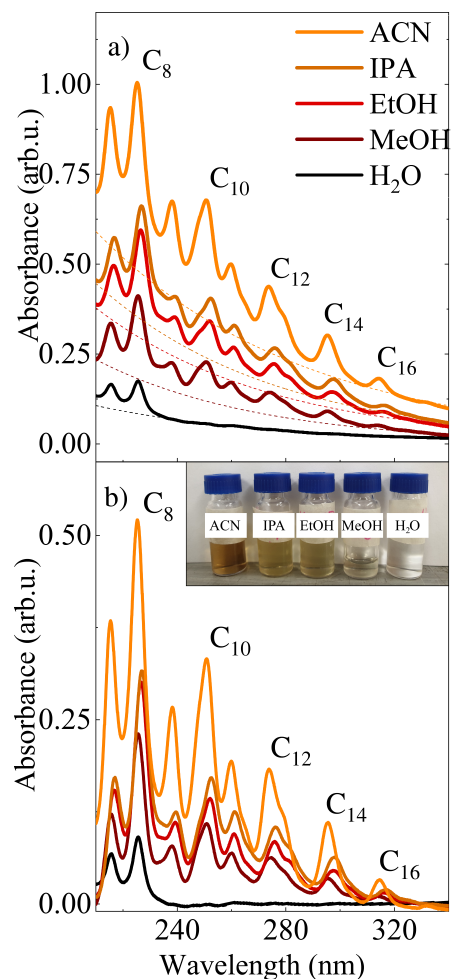 a)
C₈
C₁₀
C₁₂
C₁₄
C₁₆
ACN
IPA
EtOH
MeOH
H₂O
1.00
0.75
0.50
0.25
0.00
Absorbance (arb.u.)
b)
C₈
C₁₀
C₁₂
C₁₄
C₁₆
ACN IPA EtOH MeOH H₂O
0.50
0.25
0.00
Absorbance (arb.u.)
240 280 320
Wavelength (nm)